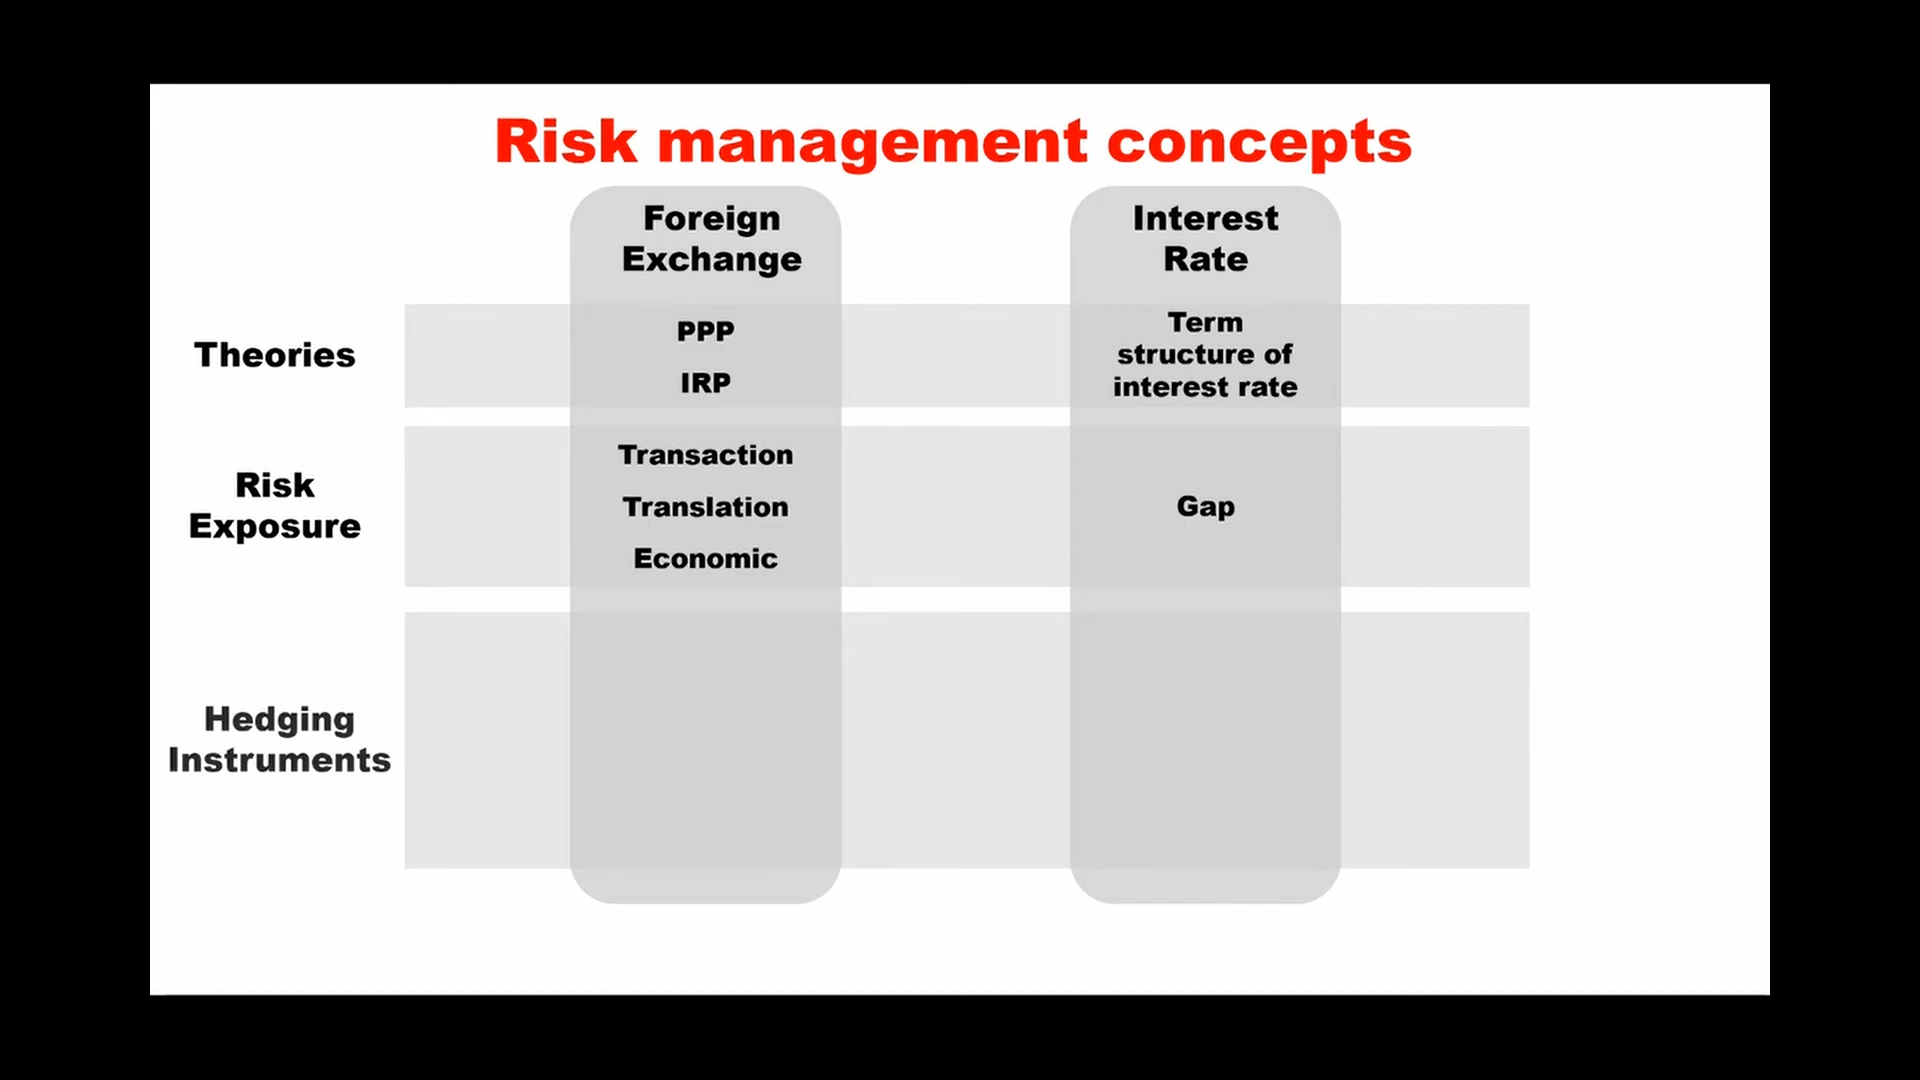 Risk management concepts
Foreign
Exchange
Interest
Rate
Theories
PPP
IRP
Term
structure of
interest rate
Risk
Exposure
Transaction
Translation
Economic
Gap
Hedging
Instruments